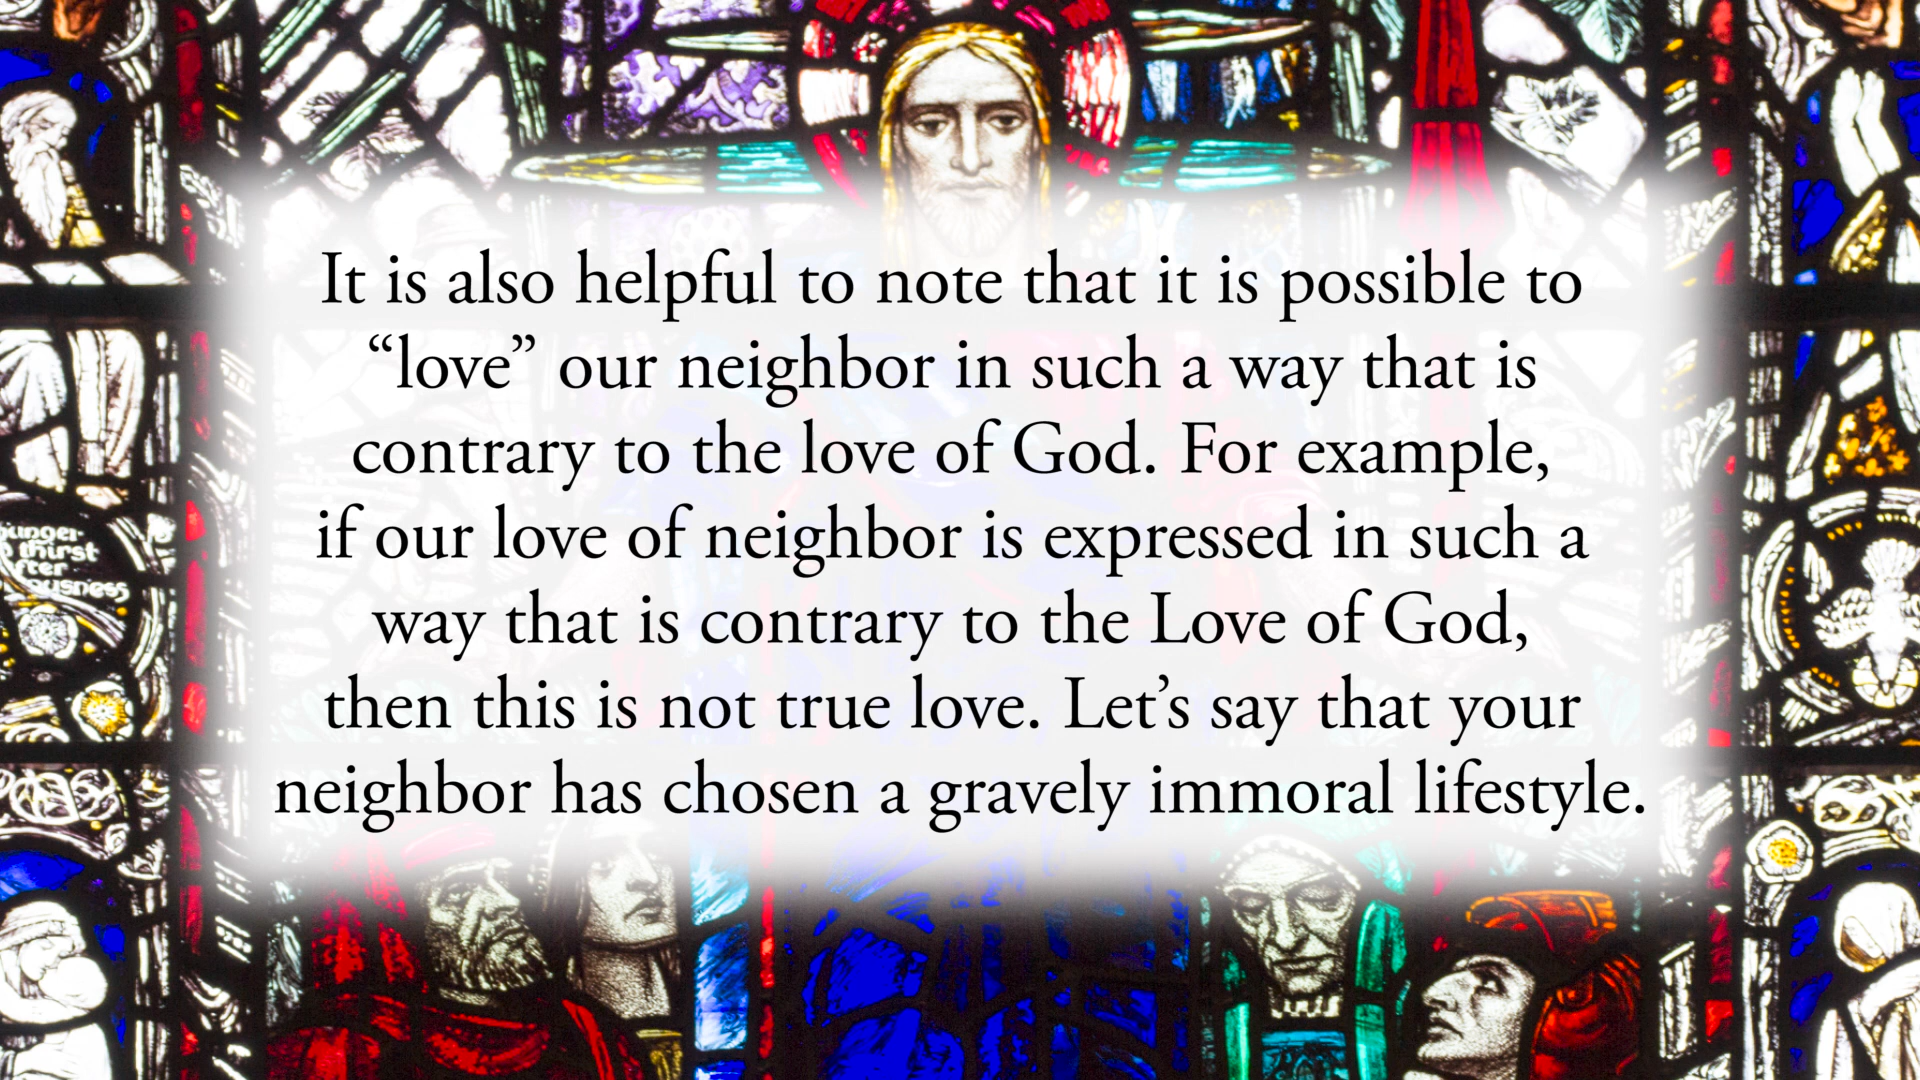 It is also helpful to note that it is possible to
“love” our neighbor in such a way that is
contrary to the love of God. For example,
if our love of neighbor is expressed in such a
way that is contrary to the Love of God,
then this is not true love. Let’s say that your
neighbor has chosen a gravely immoral lifestyle.
thirst